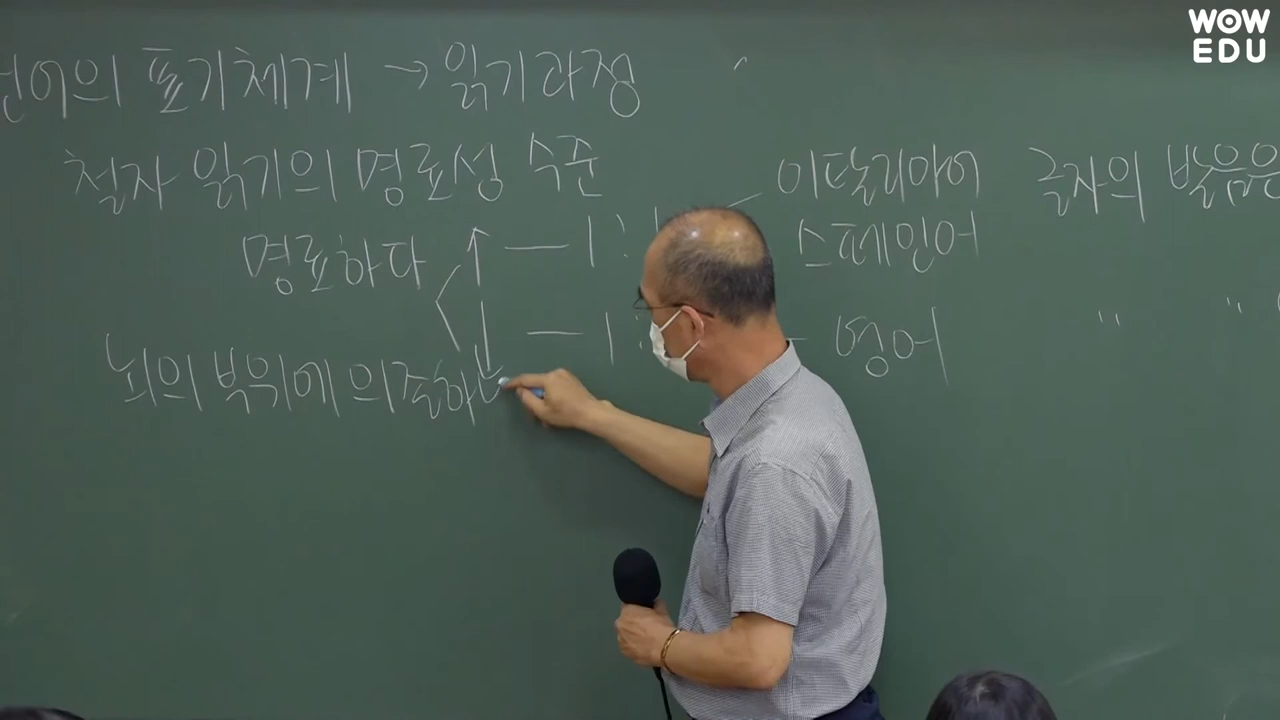 언어의 표기체계 → 읽기과정
철자 읽기의 명료성 수준
이탈리아어 글자의 발음
명료하다 ↑ — 1:
스페인어
↓ — 1: - 영어 " "
뇌의 부위에 의존하
WOW
EDU